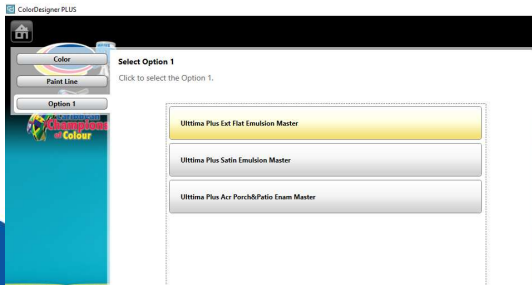 ColorDesigner PLUS
Color
Paint Line
Option 1
Champions
of Colour
Select Option 1
Click to select the Option 1.
Ulttima Plus Ext Flat Emulsion Master
Ulttima Plus Satin Emulsion Master
Ulttima Plus Acr Porch&Patio Enam Master